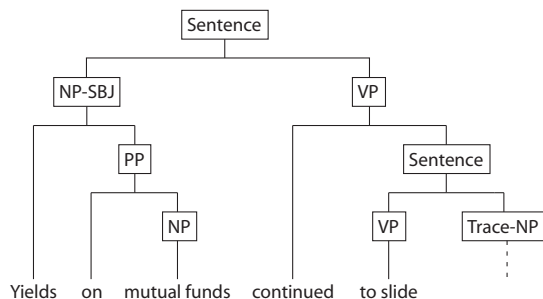 Sentence
NP-SBJ VP
PP Sentence
NP VP Trace-NP
Yields on mutual funds continued to slide